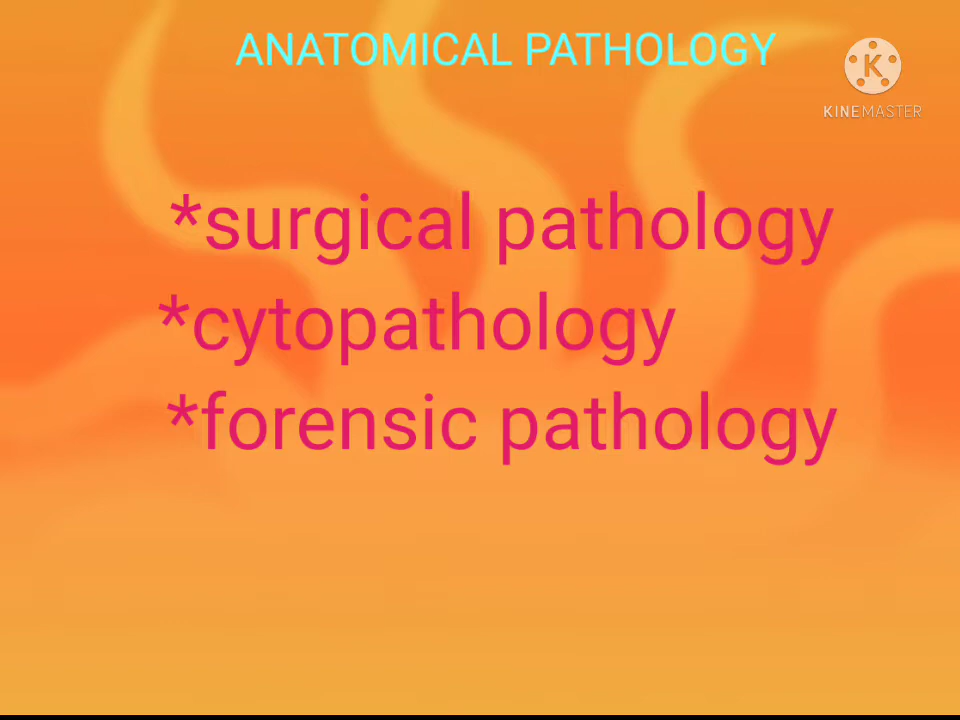 ANATOMICAL PATHOLOGY
K
KINEMASTER
*surgical pathology
*cytopathology
*forensic pathology